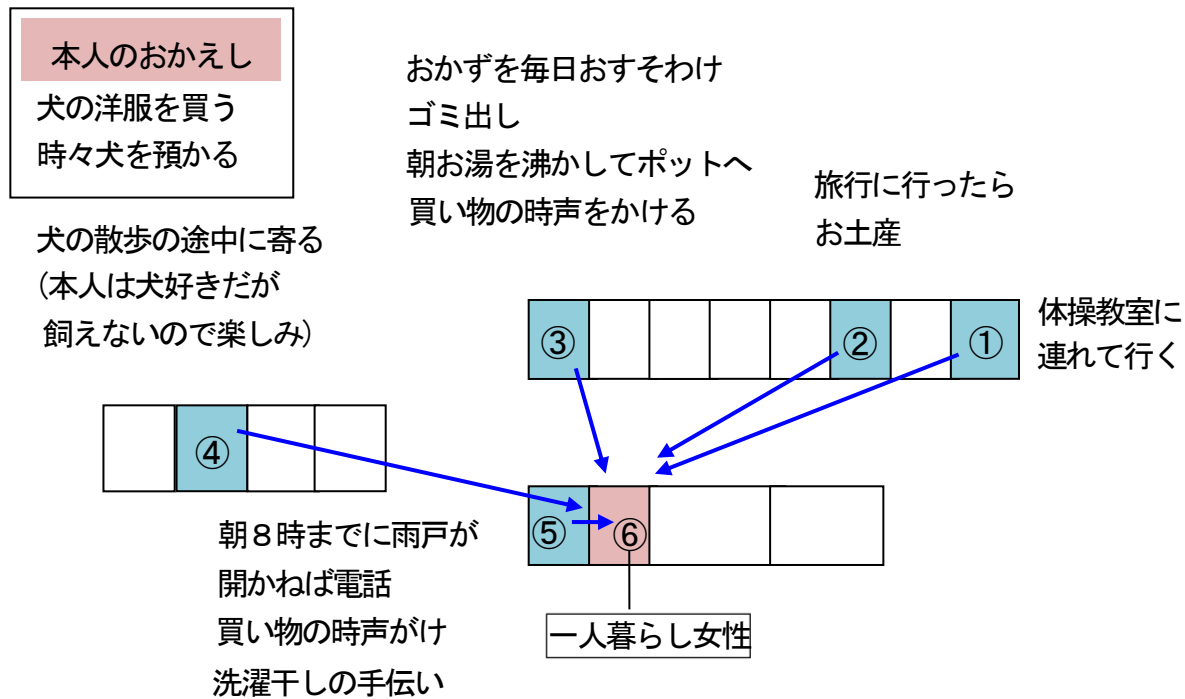 本人のおかえし
犬の洋服を買う
時々犬を預かる
おかずを毎日おすそわけ
ゴミ出し
朝お湯を沸かしてポットへ
買い物の時声をかける
旅行に行ったら
お土産
犬の散歩の途中に寄る
(本人は犬好きだが
飼えないので楽しみ)
③
②
①
体操教室に
連れて行く
④
⑤
⑥
朝8時までに雨戸が
開かねば電話
買い物の時声がけ
洗濯干しの手伝い
一人暮らし女性